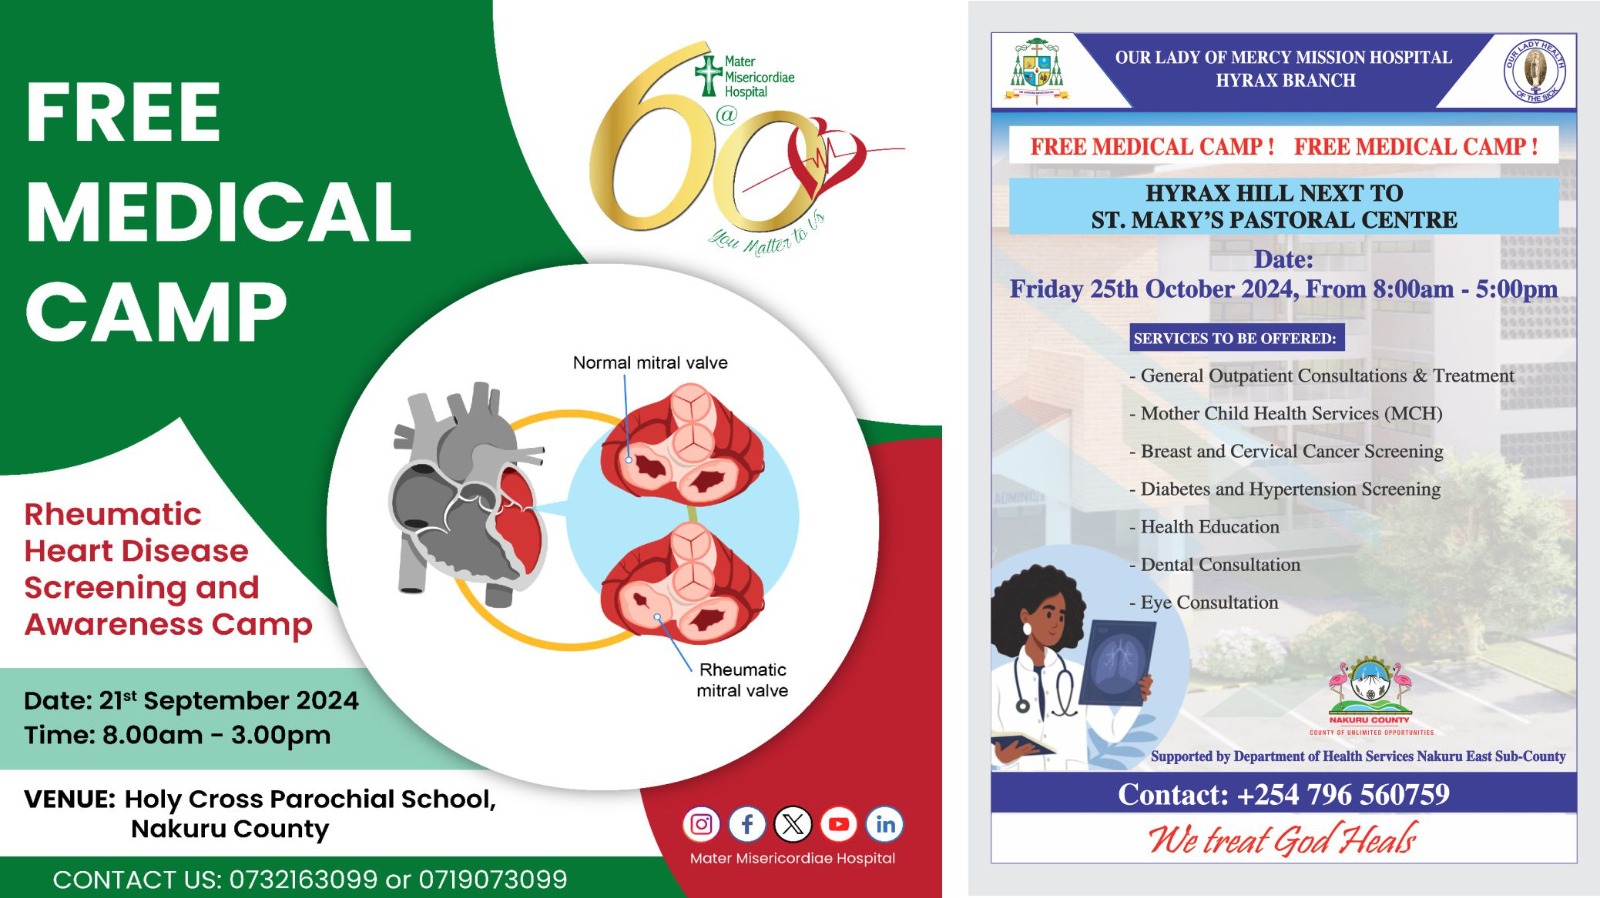 FREE
MEDICAL
CAMP
Mater
Misericordiae
Hospital
60
@
You Matter to Us
Normal mitral valve
Rheumatic
mitral valve
Rheumatic
Heart Disease
Screening and
Awareness Camp
Date: 21st September 2024
Time: 8.00am - 3.00pm
VENUE: Holy Cross Parochial School,
Nakuru County
Mater Misericordiae Hospital
CONTACT US: 0732163099 or 0719073099
OUR LADY OF MERCY MISSION HOSPITAL
HYRAX BRANCH
OUR LADY HEALTH
OF THE SICK
FREE MEDICAL CAMP ! FREE MEDICAL CAMP !
HYRAX HILL NEXT TO
ST. MARY'S PASTORAL CENTRE
Date:
Friday 25th October 2024, From 8:00am - 5:00pm
SERVICES TO BE OFFERED:
- General Outpatient Consultations & Treatment
- Mother Child Health Services (MCH)
- Breast and Cervical Cancer Screening
- Diabetes and Hypertension Screening
- Health Education
- Dental Consultation
- Eye Consultation
NAKURU COUNTY
COUNTY OF UNLIMITED OPPORTUNITIES
Supported by Department of Health Services Nakuru East Sub-County
Contact: +254 796 560759
We treat God Heals